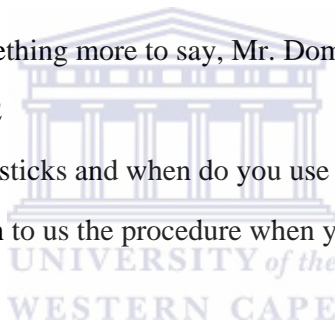 ething more to say, Mr. Dom
sticks and when do you use
n to us the procedure when y
UNIVERSITY of the
WESTERN CAPE